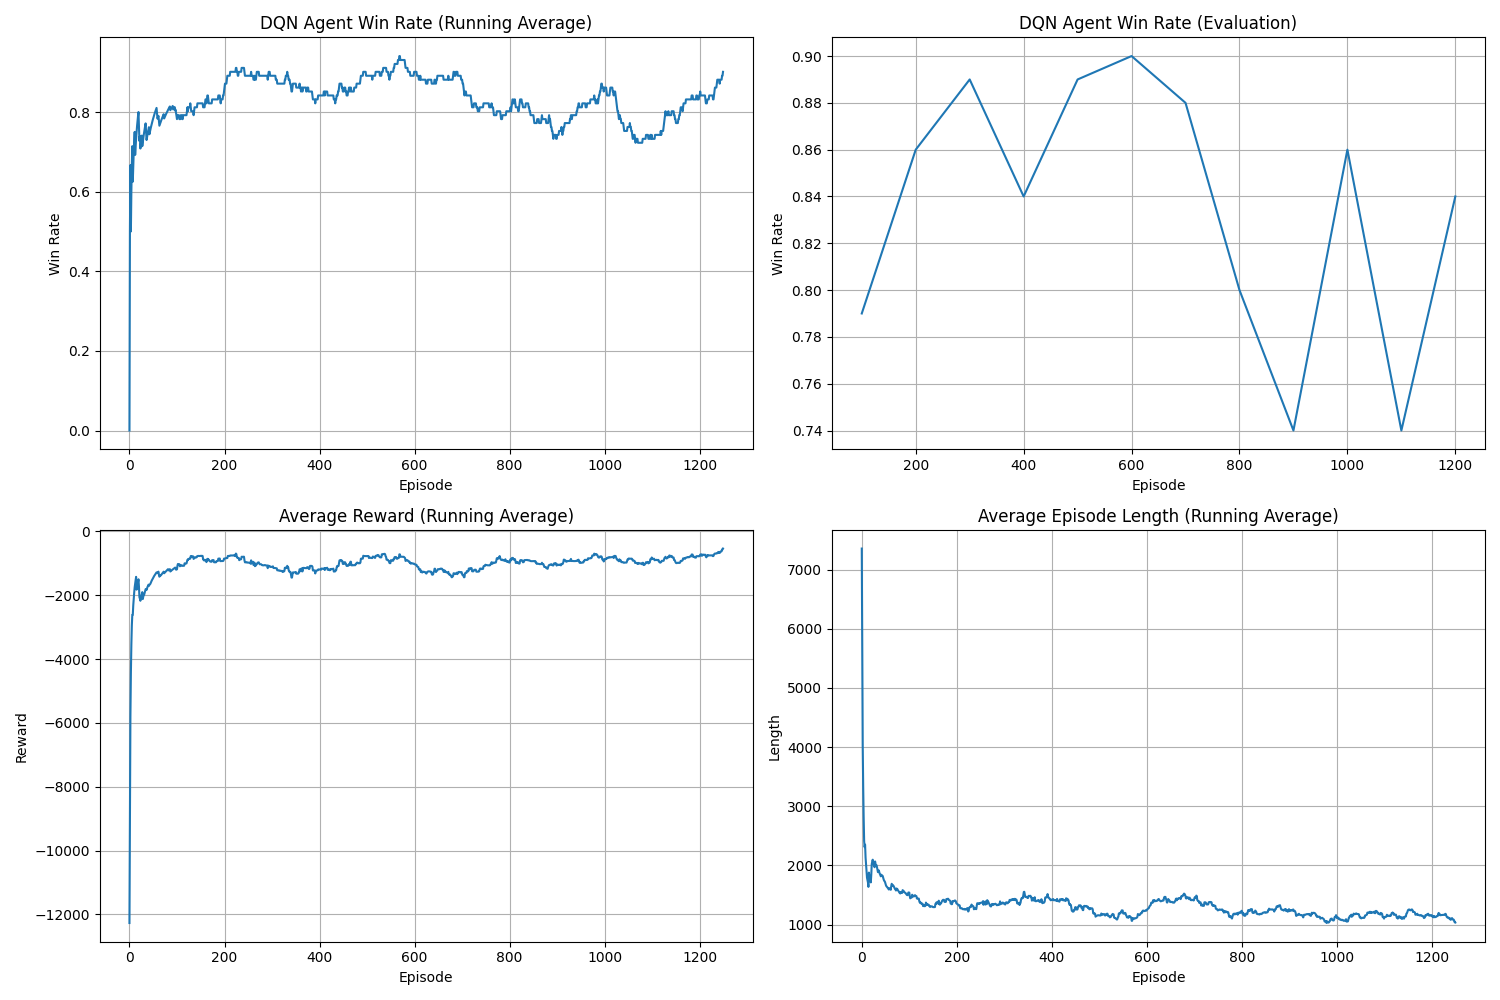 DQN Agent Win Rate (Running Average)
Win Rate
0.8
0.6
0.4
0.2
0.0
0 200 400 600 800 1000 1200
Episode
DQN Agent Win Rate (Evaluation)
Win Rate
0.90
0.88
0.86
0.84
0.82
0.80
0.78
0.76
0.74
200 400 600 800 1000 1200
Episode
Average Reward (Running Average)
Reward
0
−2000
−4000
−6000
−8000
−10000
−12000
0 200 400 600 800 1000 1200
Episode
Average Episode Length (Running Average)
Length
7000
6000
5000
4000
3000
2000
1000
0 200 400 600 800 1000 1200
Episode